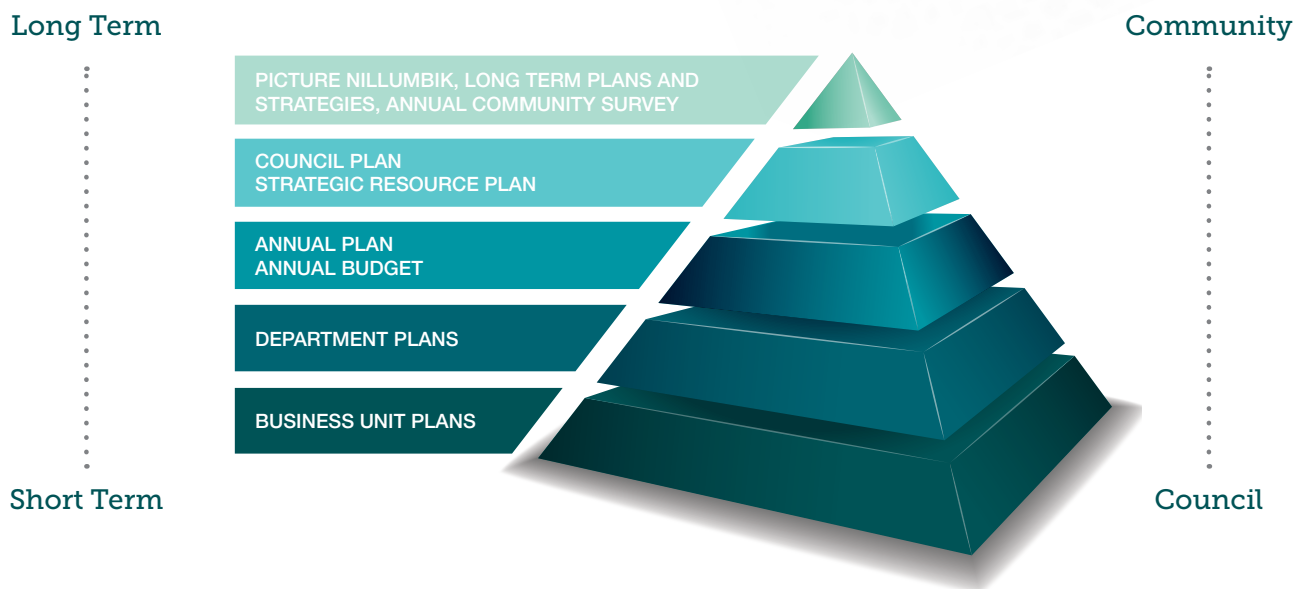 Long Term
Community
PICTURE NILLUMBIK, LONG TERM PLANS AND
STRATEGIES, ANNUAL COMMUNITY SURVEY
COUNCIL PLAN
STRATEGIC RESOURCE PLAN
ANNUAL PLAN
ANNUAL BUDGET
DEPARTMENT PLANS
BUSINESS UNIT PLANS
Short Term
Council